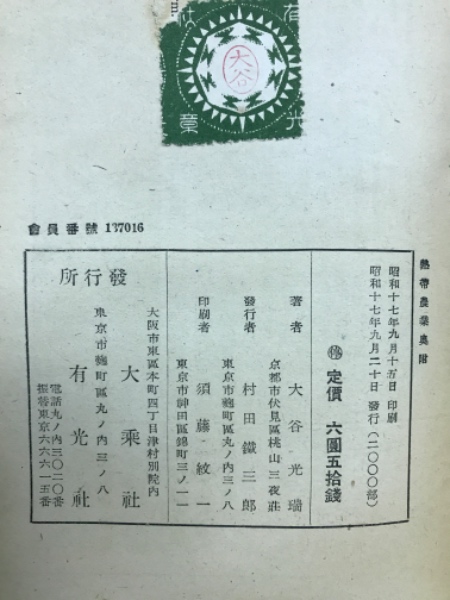 有光社章
大谷
會員番號 137016
熱帶農業奧附
昭和十七年九月十五日 印刷
昭和十七年九月二十日 發行(二〇〇〇部)
定價 六圓五拾錢
著者 大谷光瑞
京都市伏見區桃山三夜莊
發行者 村田鐵三郎
東京市麴町區丸ノ內三ノ八
印刷者 須藤紋一
東京市神田區錦町三ノ一一
發行所
大阪市東區本町四丁目津村別院內
大乘社
東京市麴町區丸ノ內三ノ八
有光社
電話丸ノ內三〇二〇番
振替東京六六六一五番